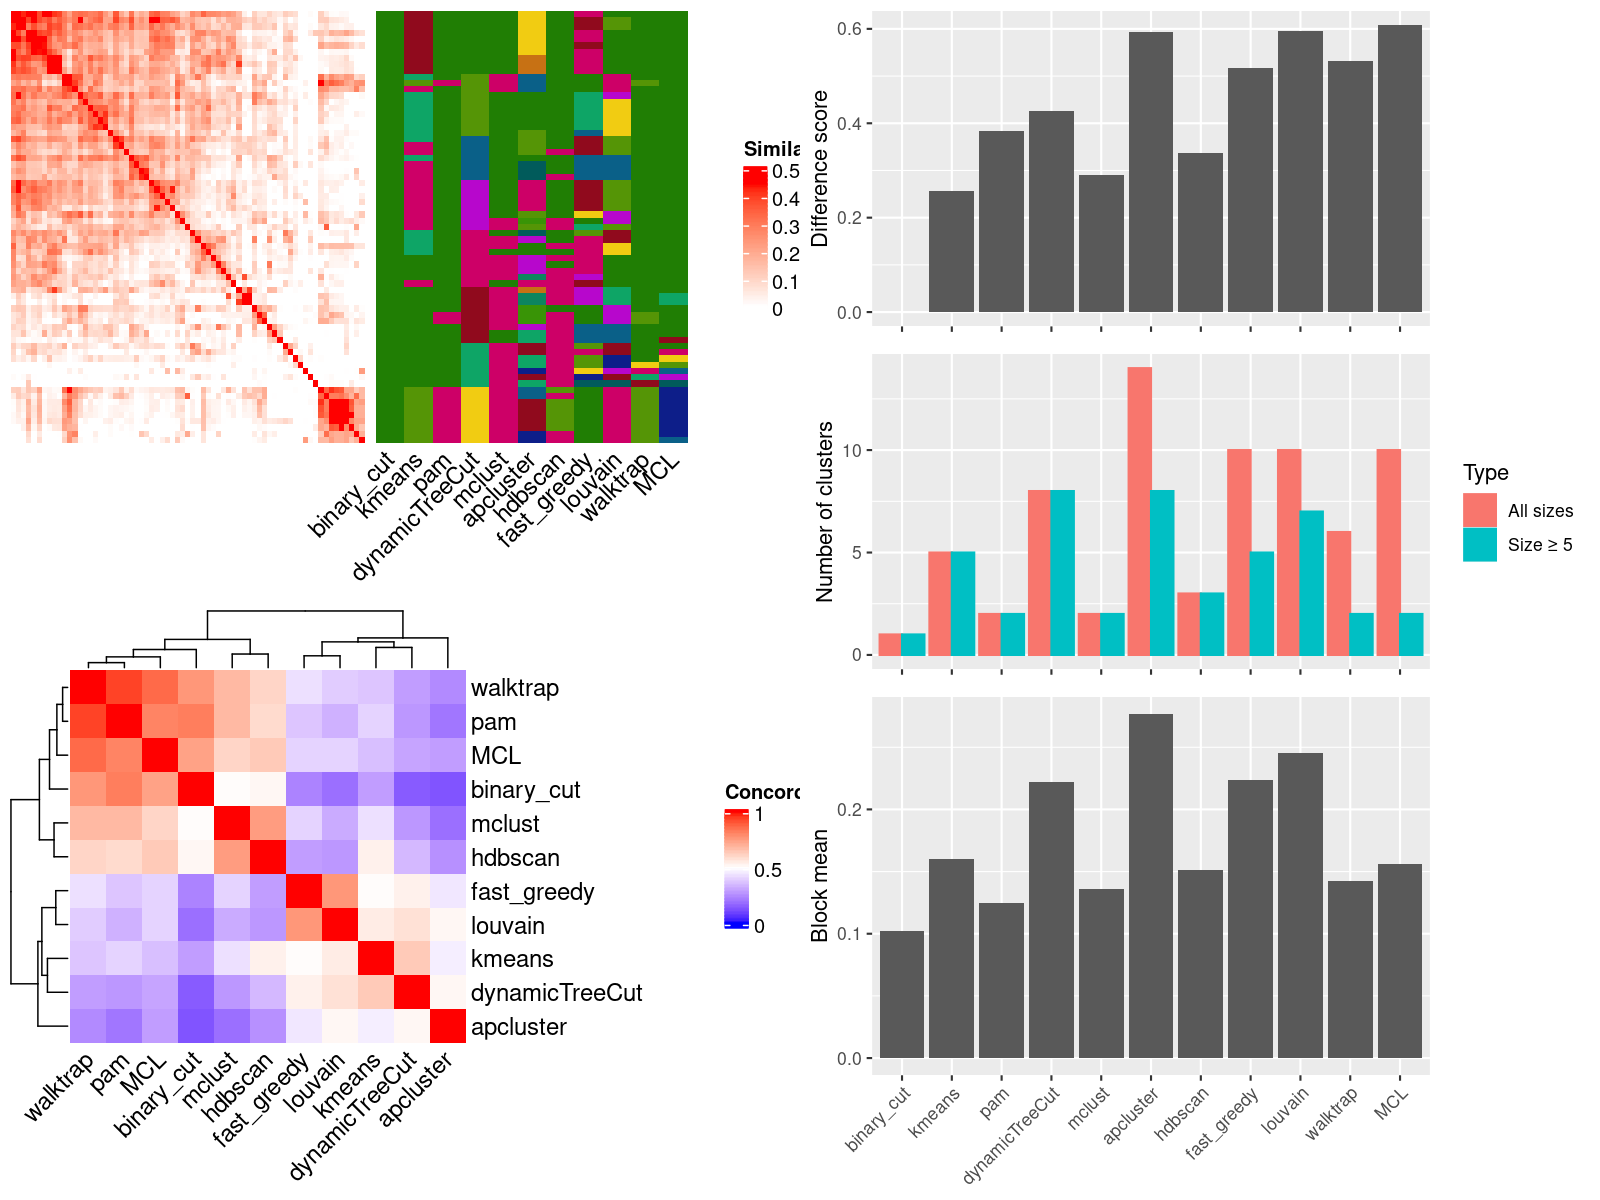 Simila
0.5
0.4
0.3
0.2
0.1
0
binary_cut
kmeans
pam
dynamicTreeCut
mclust
apcluster
hdbscan
fast_greedy
louvain
walktrap
MCL
walktrap
pam
MCL
binary_cut
mclust
hdbscan
fast_greedy
louvain
kmeans
dynamicTreeCut
apcluster
walktrap
pam
MCL
binary_cut
mclust
hdbscan
fast_greedy
louvain
kmeans
dynamicTreeCut
apcluster
Concord
1
0.5
0
Difference score
0.6
0.4
0.2
0.0
Number of clusters
10
5
0
Type
All sizes
Size ≥ 5
Block mean
0.2
0.1
0.0
binary_cut
kmeans
pam
dynamicTreeCut
mclust
apcluster
hdbscan
fast_greedy
louvain
walktrap
MCL